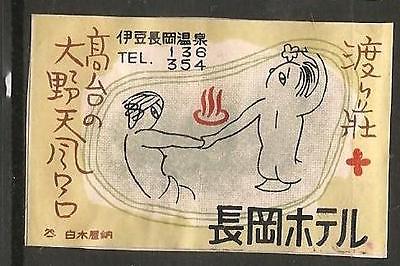 伊豆長岡温泉
TEL. 136
354
渡り荘
高台の
大野天風呂
長岡ホテル
白木屋納